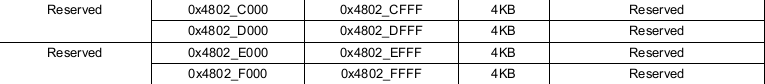 Reserved 0x4802_C000 0x4802_CFFF 4KB Reserved
0x4802_D000 0x4802_DFFF 4KB Reserved
Reserved 0x4802_E000 0x4802_EFFF 4KB Reserved
0x4802_F000 0x4802_FFFF 4KB Reserved